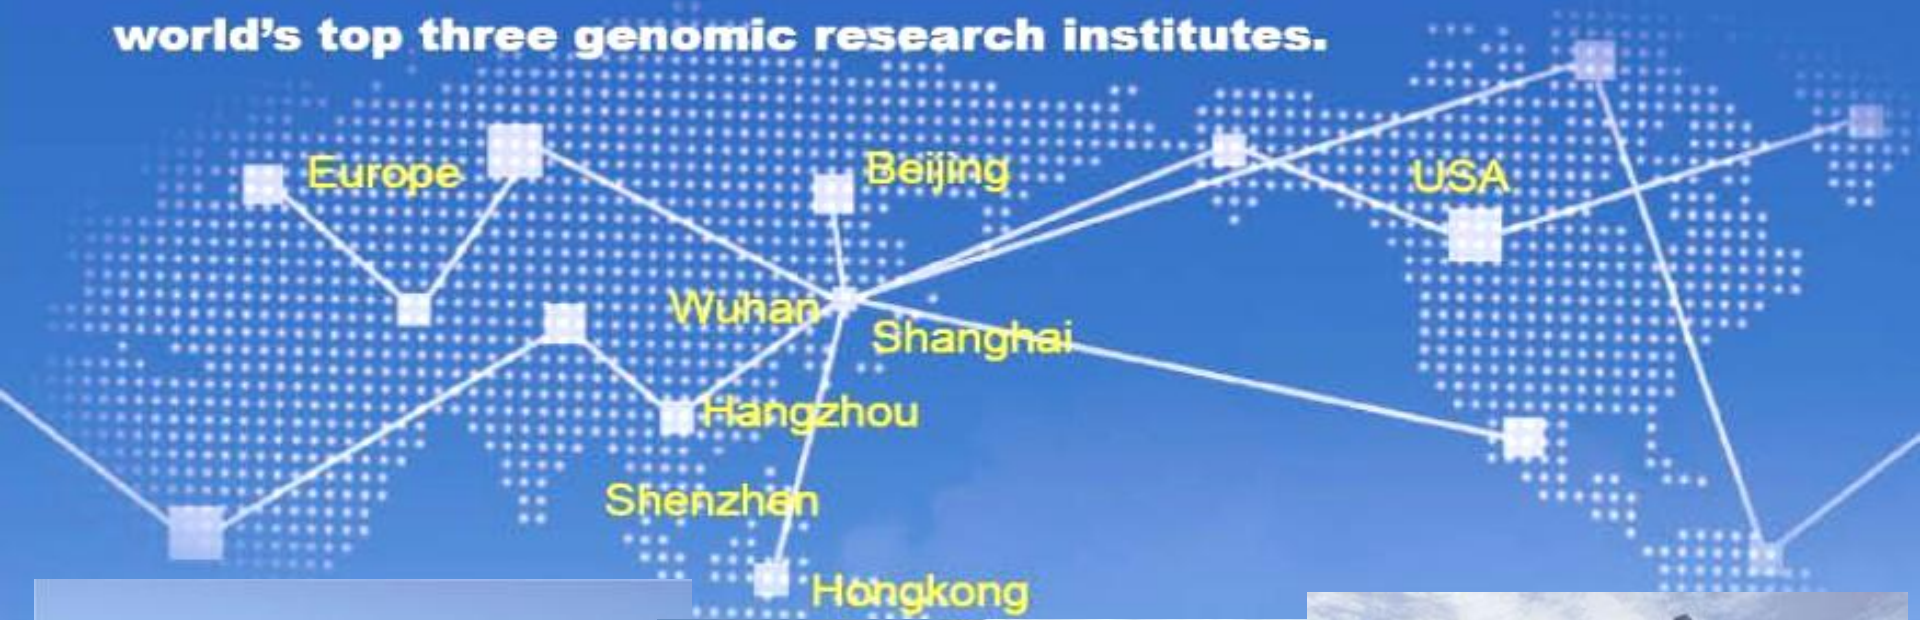 world's top three genomic research institutes.
Europe
Beijing
USA
Wuhan
Shanghai
Hangzhou
Shenzhen
Hongkong